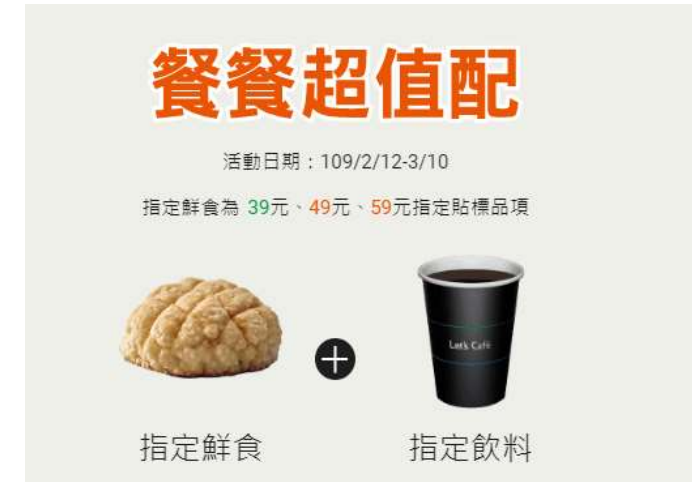 餐餐超值配
活動日期：109/2/12-3/10
指定鮮食為 39元、49元、59元指定貼標品項
Let's Café
指定鮮食
指定飲料